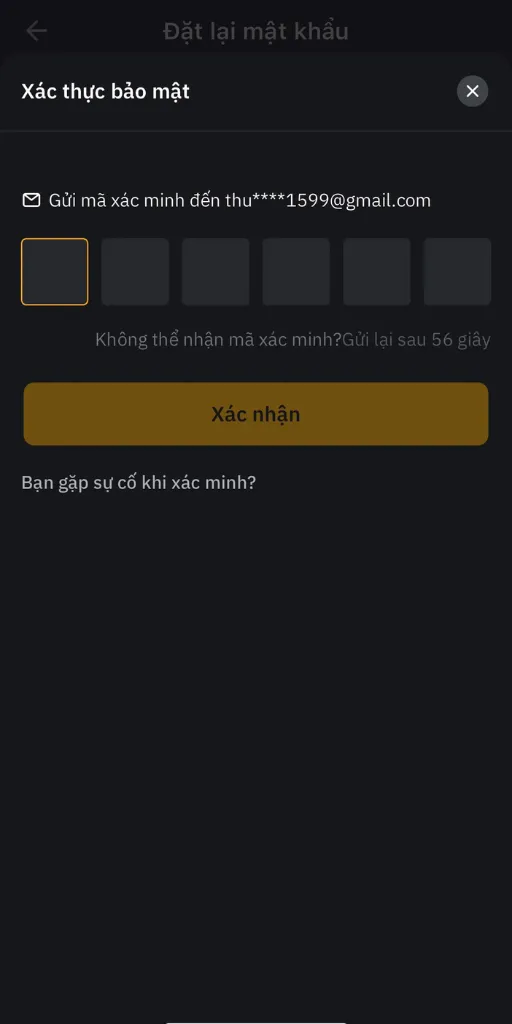 Đặt lại mật khẩu
Xác thực bảo mật
Gửi mã xác minh đến thu****1599@gmail.com
Không thể nhận mã xác minh?Gửi lại sau 56 giây
Xác nhận
Bạn gặp sự cố khi xác minh?